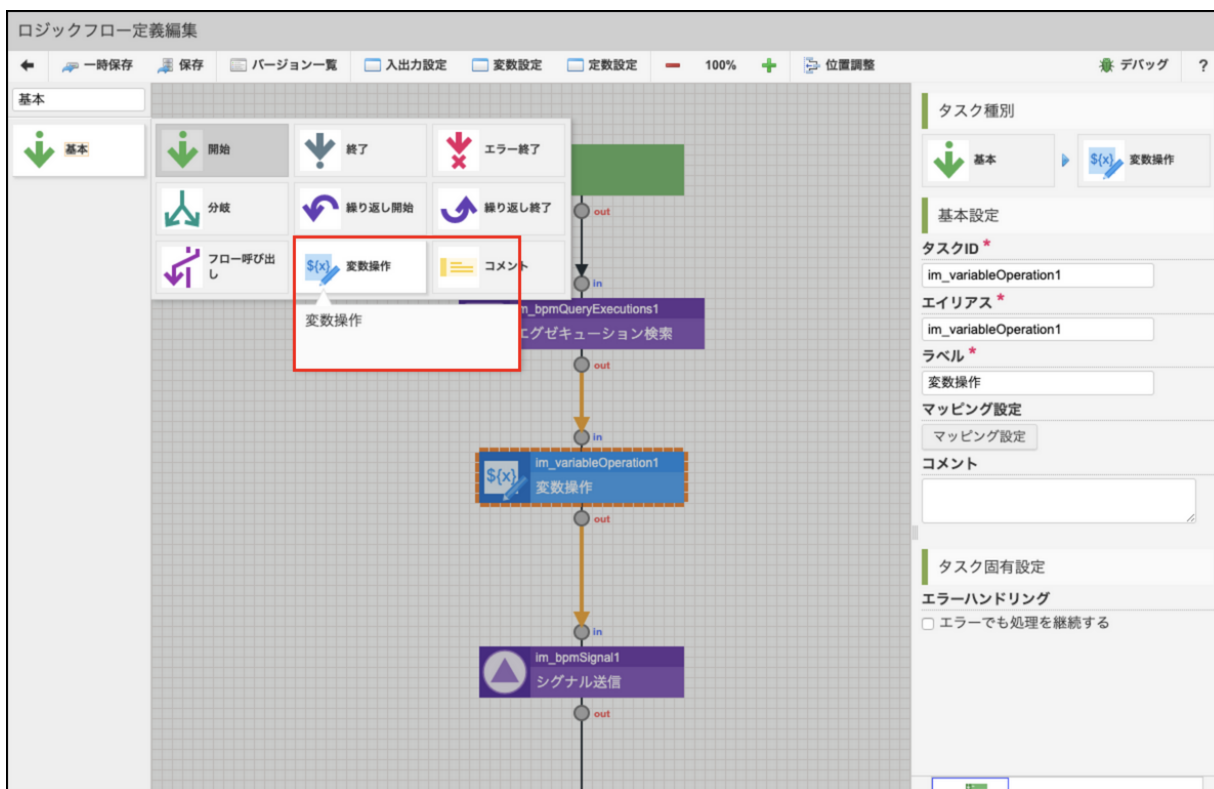 ロジックフロー定義編集
一時保存 保存 バージョン一覧 入出力設定 変数設定 定数設定 100% 位置調整 デバッグ ?
基本
基本
開始 終了 エラー終了
分岐 繰り返し開始 繰り返し終了
フロー呼び出
し
\${x} 変数操作 コメント
変数操作
out
in
m_bpmQueryExecutions1
エグゼキューション検索
out
in
im_variableOperation1
\${x} 変数操作
out
in
im_bpmSignal1
シグナル送信
out
タスク種別
基本 \${x} 変数操作
基本設定
タスクID *
im_variableOperation1
エイリアス *
im_variableOperation1
ラベル *
変数操作
マッピング設定
マッピング設定
コメント
タスク固有設定
エラーハンドリング
エラーでも処理を継続する